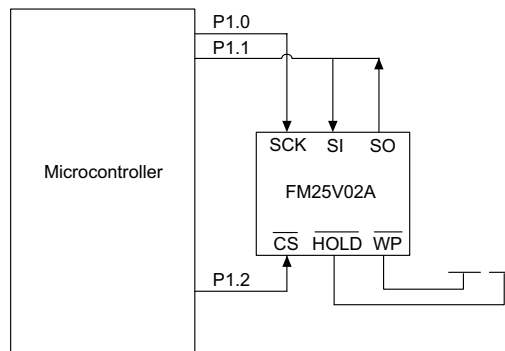 P1.0
P1.1
SCK SI SO
Microcontroller
FM25V02A
CS HOLD WP
P1.2